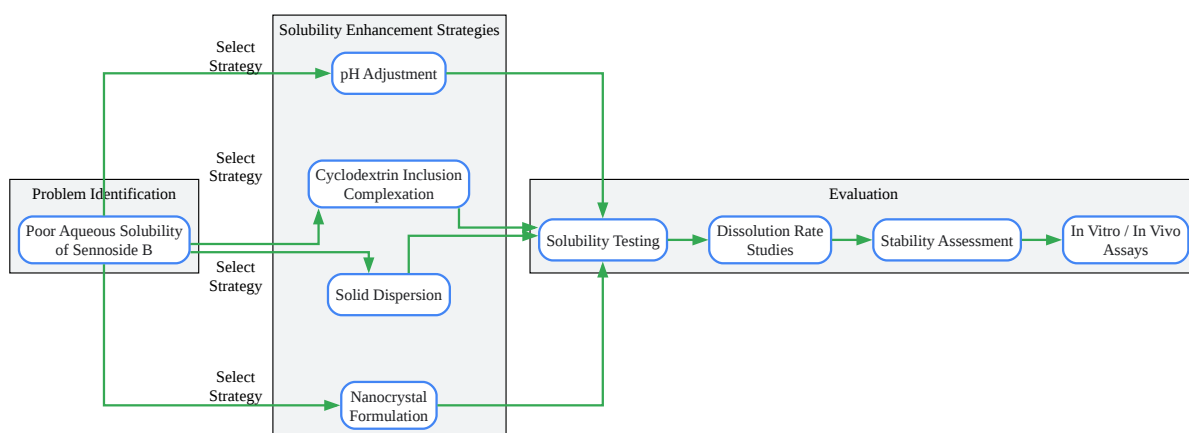 Solubility Enhancement Strategies
Select
Strategy
pH Adjustment
Select
Strategy
Cyclodextrin Inclusion
Complexation
Problem Identification
Poor Aqueous Solubility
of Sennoside B
Select
Strategy
Solid Dispersion
Select
Strategy
Nanocrystal
Formulation
Evaluation
Solubility Testing
Dissolution Rate
Studies
Stability Assessment
In Vitro / In Vivo
Assays